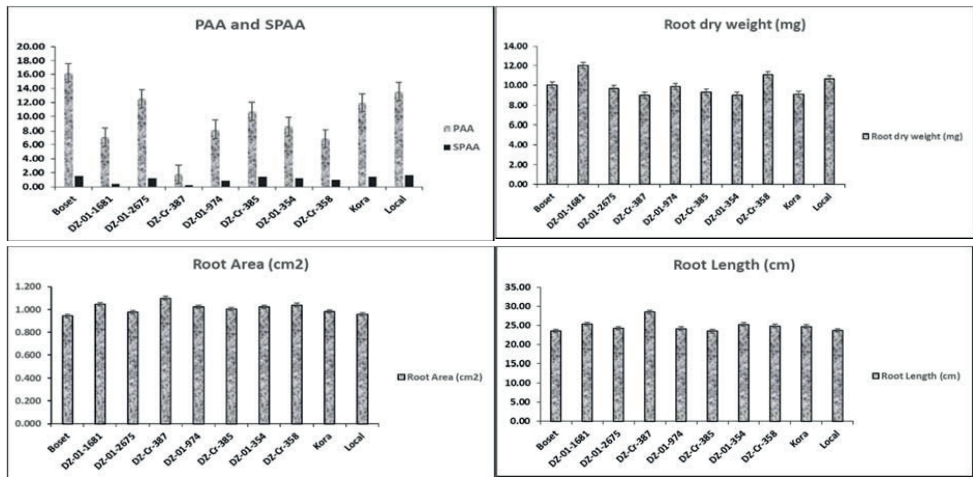 PAA and SPAA
20.00
18.00
16.00
14.00
12.00
10.00
8.00
6.00
4.00
2.00
0.00
Boset
DZ-01-1681
DZ-01-2675
DZ-Cr-387
DZ-01-974
DZ-Cr-385
DZ-01-354
DZ-Cr-358
Kora
Local
PAA
SPAA
Root dry weight (mg)
14.00
12.00
10.00
8.00
6.00
4.00
2.00
0.00
Boset
DZ-01-1681
DZ-01-2675
DZ-Cr-387
DZ-01-974
DZ-Cr-385
DZ-01-354
DZ-Cr-358
Kora
Local
Root dry weight (mg)
Root Area (cm2)
1.200
1.000
0.800
0.600
0.400
0.200
0.000
Boset
DZ-01-1681
DZ-01-2675
DZ-Cr-387
DZ-01-974
DZ-Cr-385
DZ-01-354
DZ-Cr-358
Kora
Local
Root Area (cm2)
Root Length (cm)
35.00
30.00
25.00
20.00
15.00
10.00
5.00
0.00
Boset
DZ-01-1681
DZ-01-2675
DZ-Cr-387
DZ-01-974
DZ-Cr-385
DZ-01-354
DZ-Cr-358
Kora
Local
Root Length (cm)